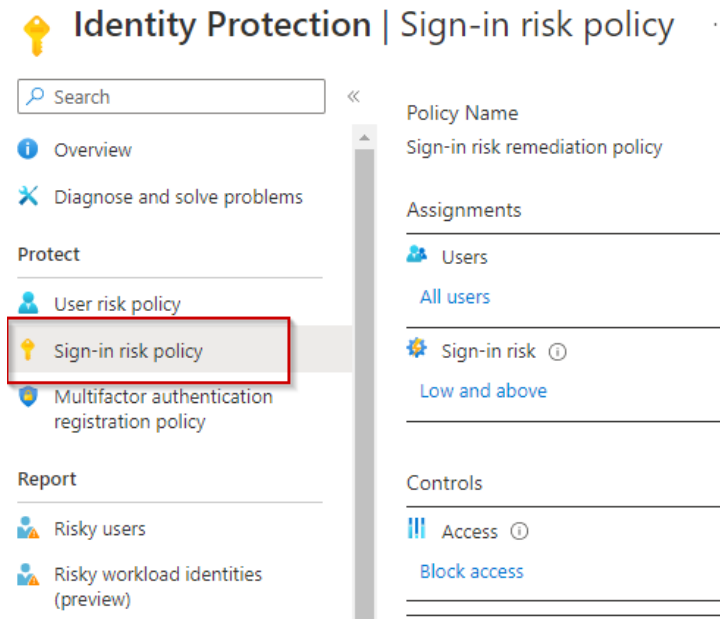 Identity Protection | Sign-in risk policy
Search
Overview
Diagnose and solve problems
Protect
User risk policy
Sign-in risk policy
Multifactor authentication
registration policy
Report
Risky users
Risky workload identities
(preview)
Policy Name
Sign-in risk remediation policy
Assignments
Users
All users
Sign-in risk
Low and above
Controls
Access
Block access